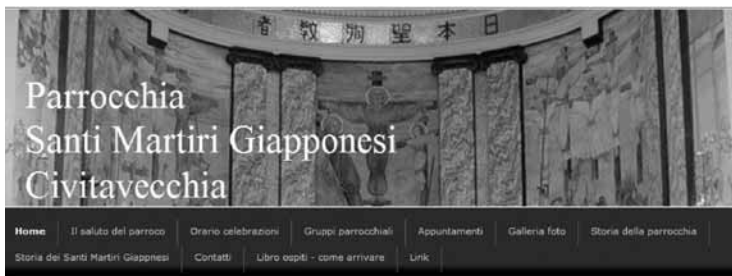 日本聖殉教者
Parrocchia
Santi Martiri Giapponesi
Civitavecchia
Home Il saluto del parroco Orario celebrazioni Gruppi parrocchiali Appuntamenti Galleria foto Storia della parrocchia
Storia dei Santi Martiri Giappnesi Contatti Libro ospiti - come arrivare Link